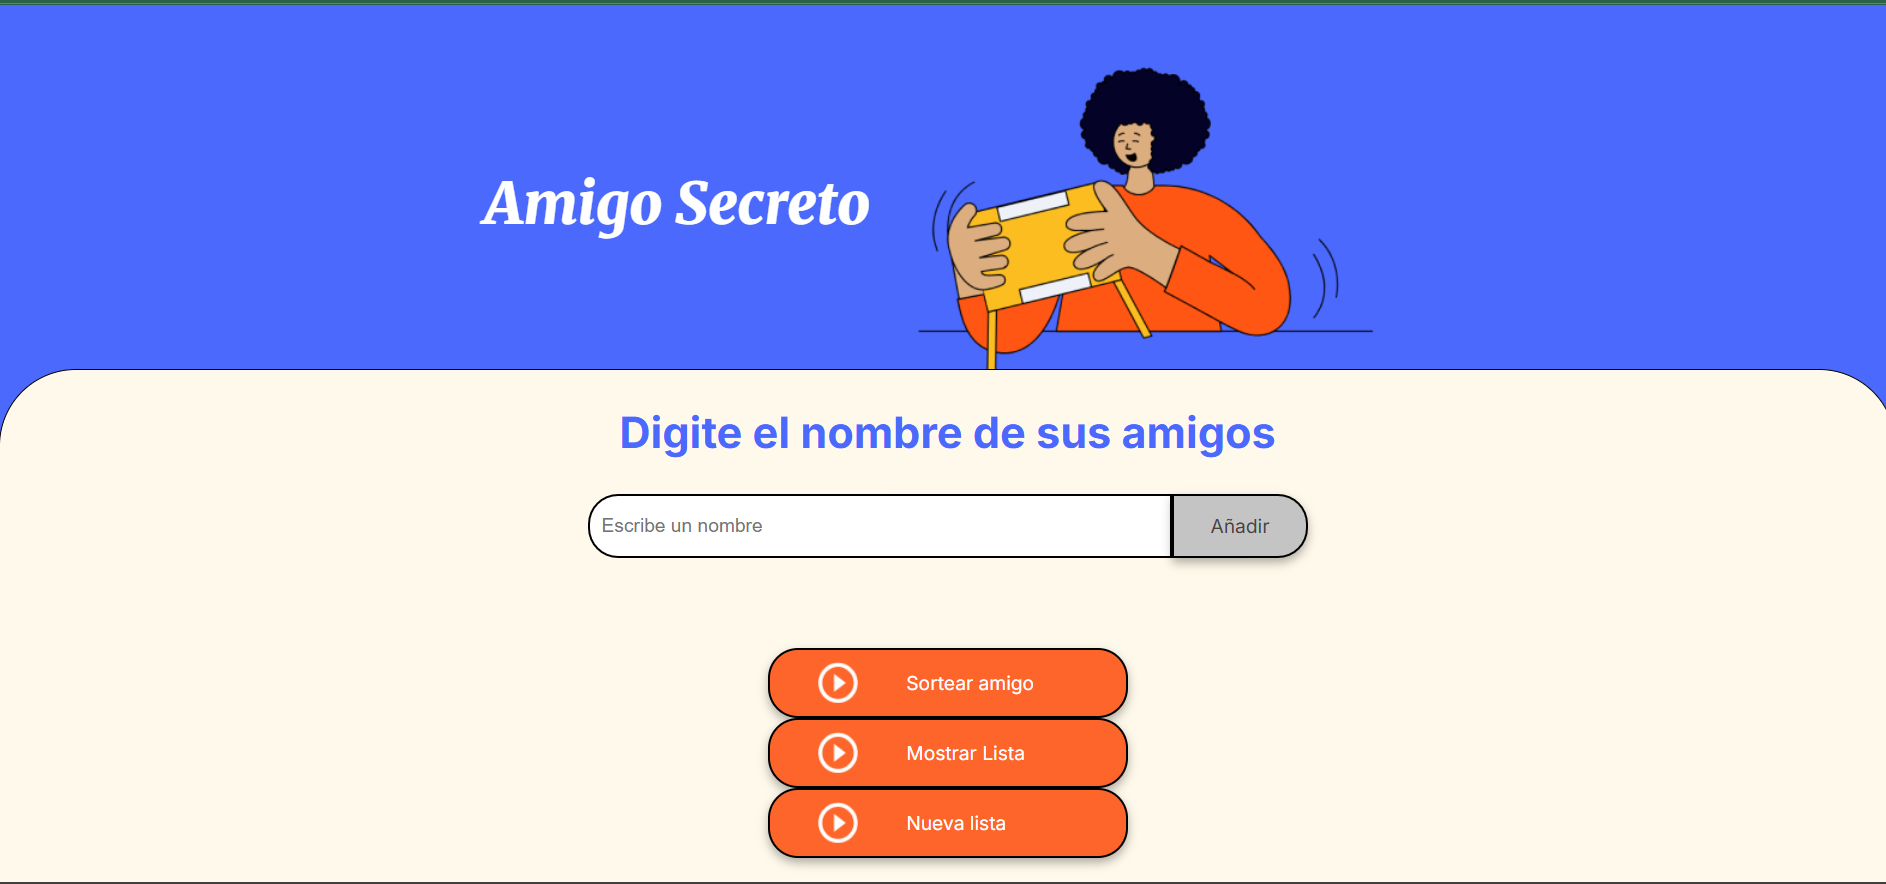 Amigo Secreto
Digite el nombre de sus amigos
Escribe un nombre
Añadir
Sortear amigo
Mostrar Lista
Nueva lista